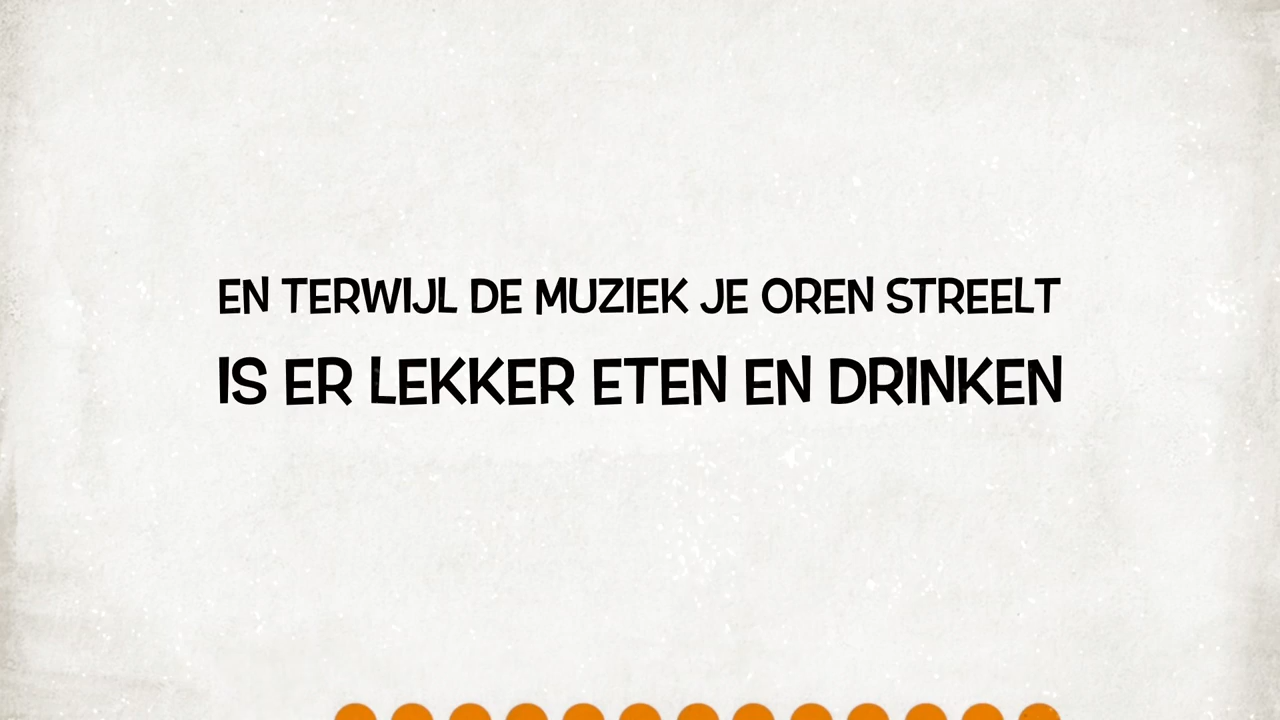 EN TERWIJL DE MUZIEK JE OREN STREELT
IS ER LEKKER ETEN EN DRINKEN